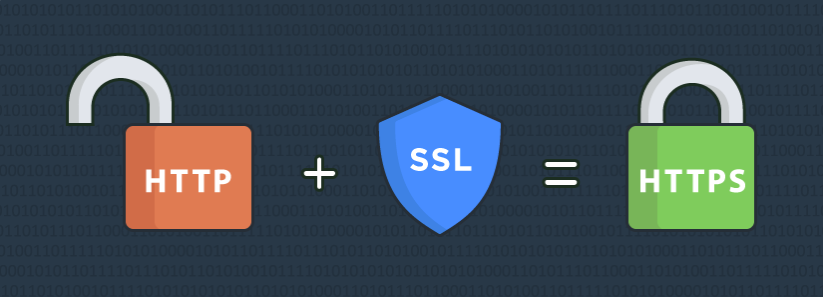 HTTP + SSL = HTTPS